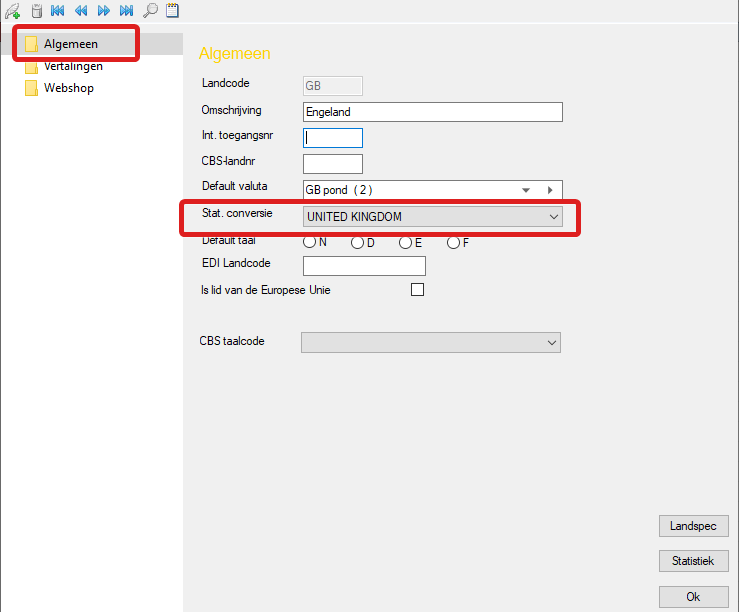 Algemeen
Vertalingen
Webshop
Algemeen
Landcode GB
Omschrijving Engeland
Int. toegangsnr
CBS-landnr
Default valuta GB pond ( 2 )
Stat. conversie UNITED KINGDOM
Default taal N D E F
EDI Landcode
Is lid van de Europese Unie
CBS taalcode
Landspec
Statistiek
Ok